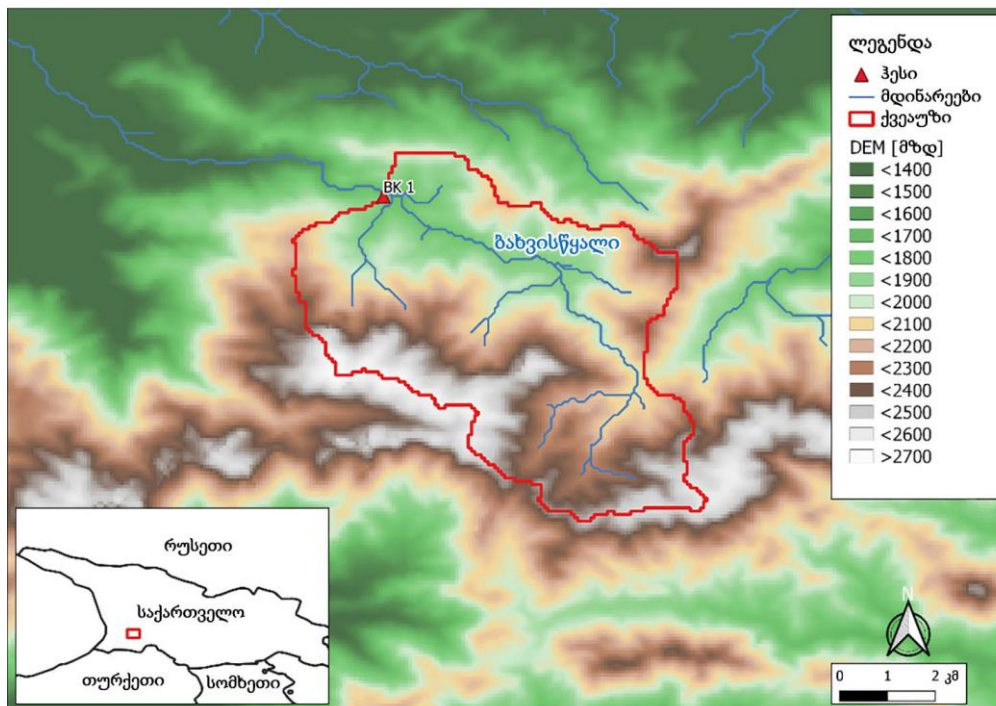 ლეგენდა
ჰესი
მდინარეები
ქვეაუზი
DEM [მზდ]
<1400
<1500
<1600
<1700
<1800
<1900
<2000
<2100
<2200
<2300
<2400
<2500
<2600
>2700
BK 1
ბახვისწყალი
რუსეთი
საქართველო
თურქეთი
სომხეთი
N
0 1 2 კმ